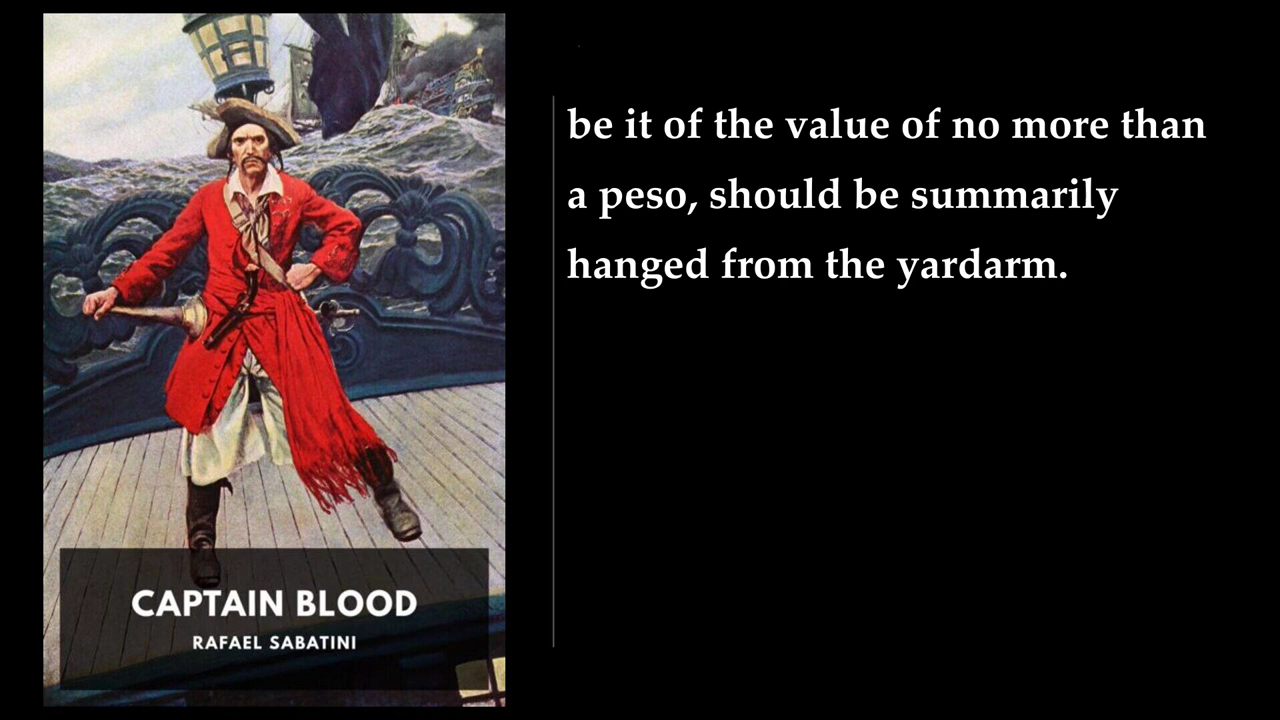 be it of the value of no more than
a peso, should be summarily
hanged from the yardarm.
CAPTAIN BLOOD
RAFAEL SABATINI